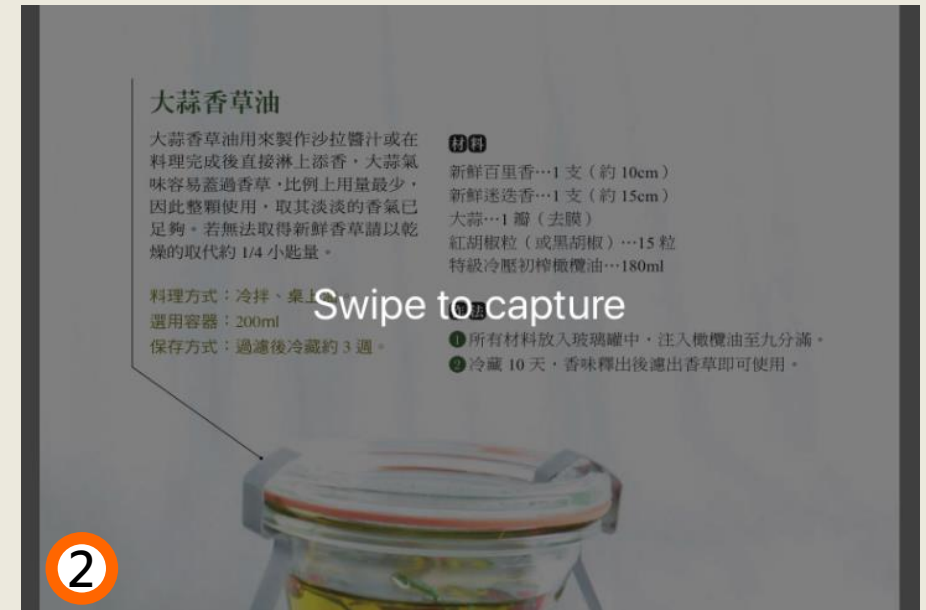 大蒜香草油
大蒜香草油用來製作沙拉醬汁或在
料理完成後直接淋上添香，大蒜氣
味容易蓋過香草，比例上用量最少，
因此整顆使用，取其淡淡的香氣已
足夠。若無法取得新鮮香草請以乾
燥的取代約 1/4 小匙量。
料理方式：冷拌、桌上
選用容器：200ml
保存方式：過濾後冷藏約 3 週。
材料
新鮮百里香…1 支（約 10cm）
新鮮迷迭香…1 支（約 15cm）
大蒜…1 瓣（去膜）
紅胡椒粒（或黑胡椒）…15 粒
特級冷壓初榨橄欖油…180ml
Swipe to capture
法
❶所有材料放入玻璃罐中，注入橄欖油至九分滿。
❷冷藏 10 天，香味釋出後濾出香草即可使用。
2